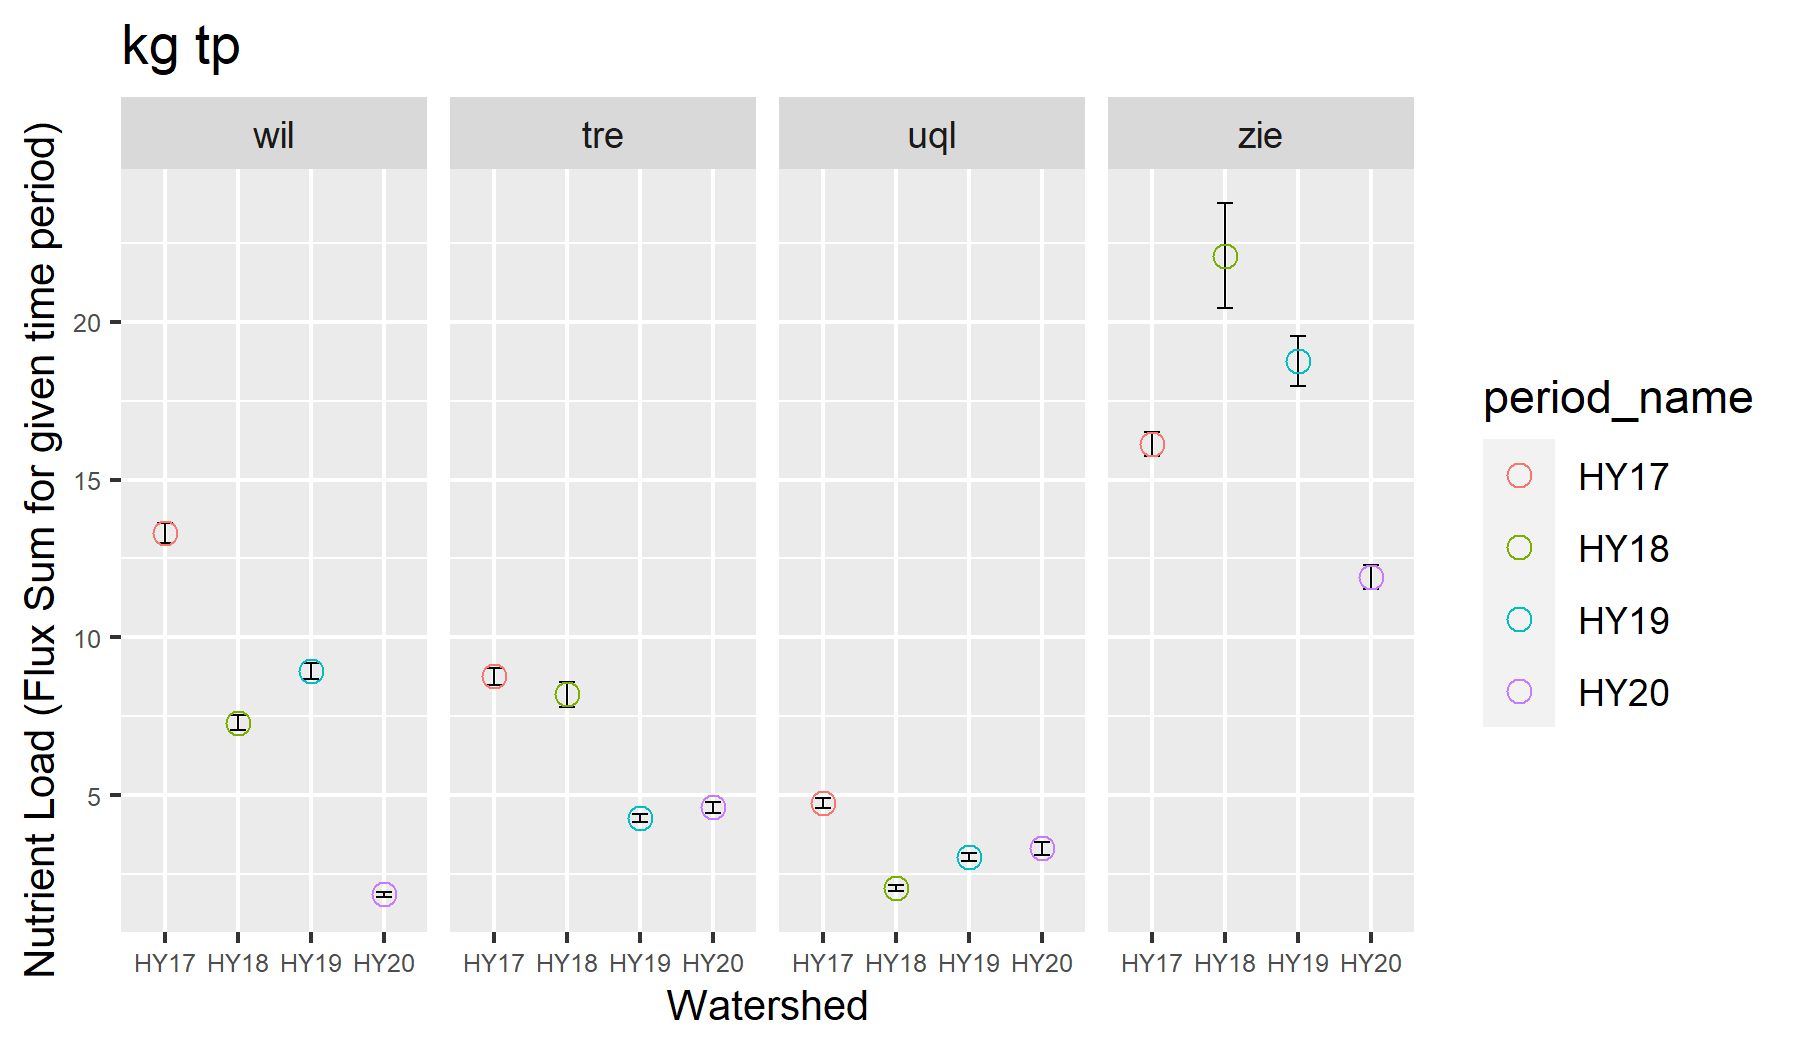 kg tp
wil tre uql zie
Nutrient Load (Flux Sum for given time period)
20
15
10
5
HY17 HY18 HY19 HY20 HY17 HY18 HY19 HY20 HY17 HY18 HY19 HY20 HY17 HY18 HY19 HY20
Watershed
period_name
HY17
HY18
HY19
HY20